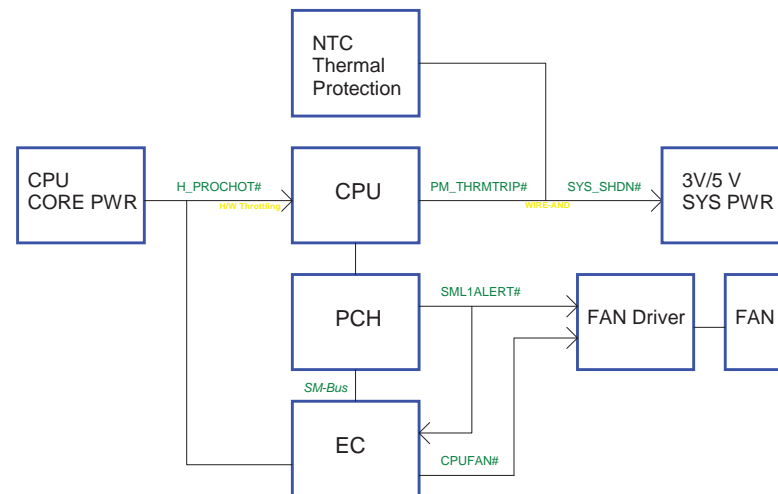 NTC
Thermal
Protection
CPU
CORE PWR
H_PROCHOT#
H/W Throttling
CPU
PM_THRMTRIP#
WIRE-AND
SYS_SHDN#
3V/5 V
SYS PWR
PCH
SML1ALERT#
FAN Driver
FAN
SM-Bus
EC
CPUFAN#